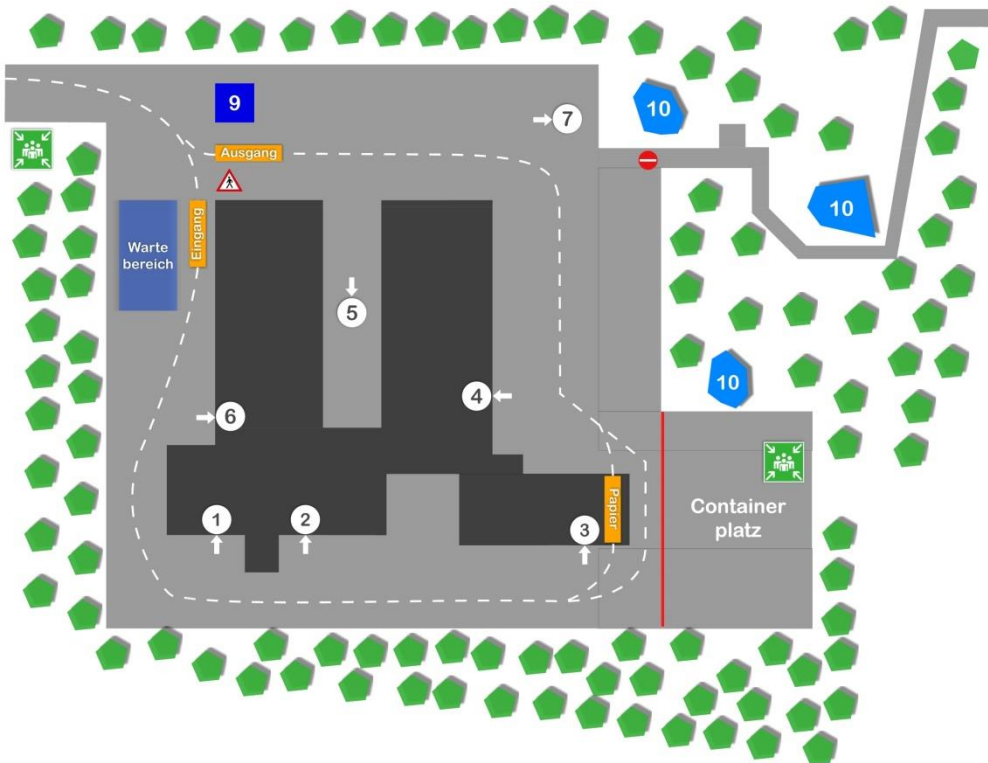 9
7
10
Ausgang
Eingang
10
Warte
bereich
5
10
4
6
Papier
Container
platz
1
2
3